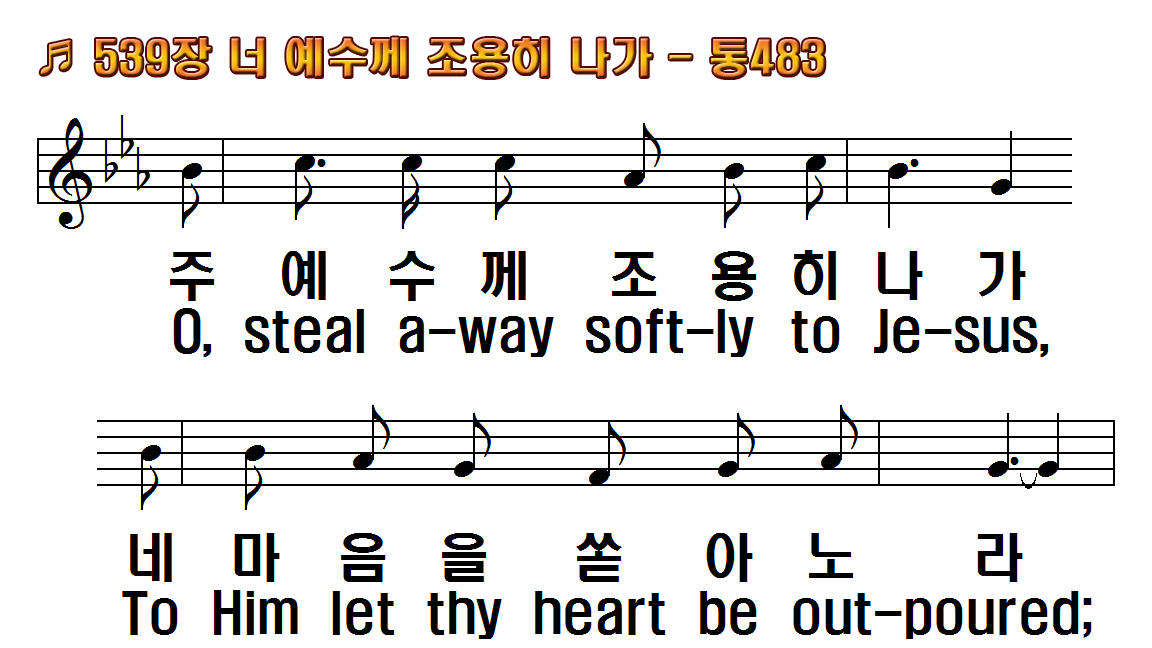 ♬ 539장 너 예수께 조용히 나가 - 통483
주 예 수 께 조 용 히 나 가
O, steal a-way soft-ly to Je-sus,
네 마 음 을 쏟 아 노 라
To Him let thy heart be out-poured;